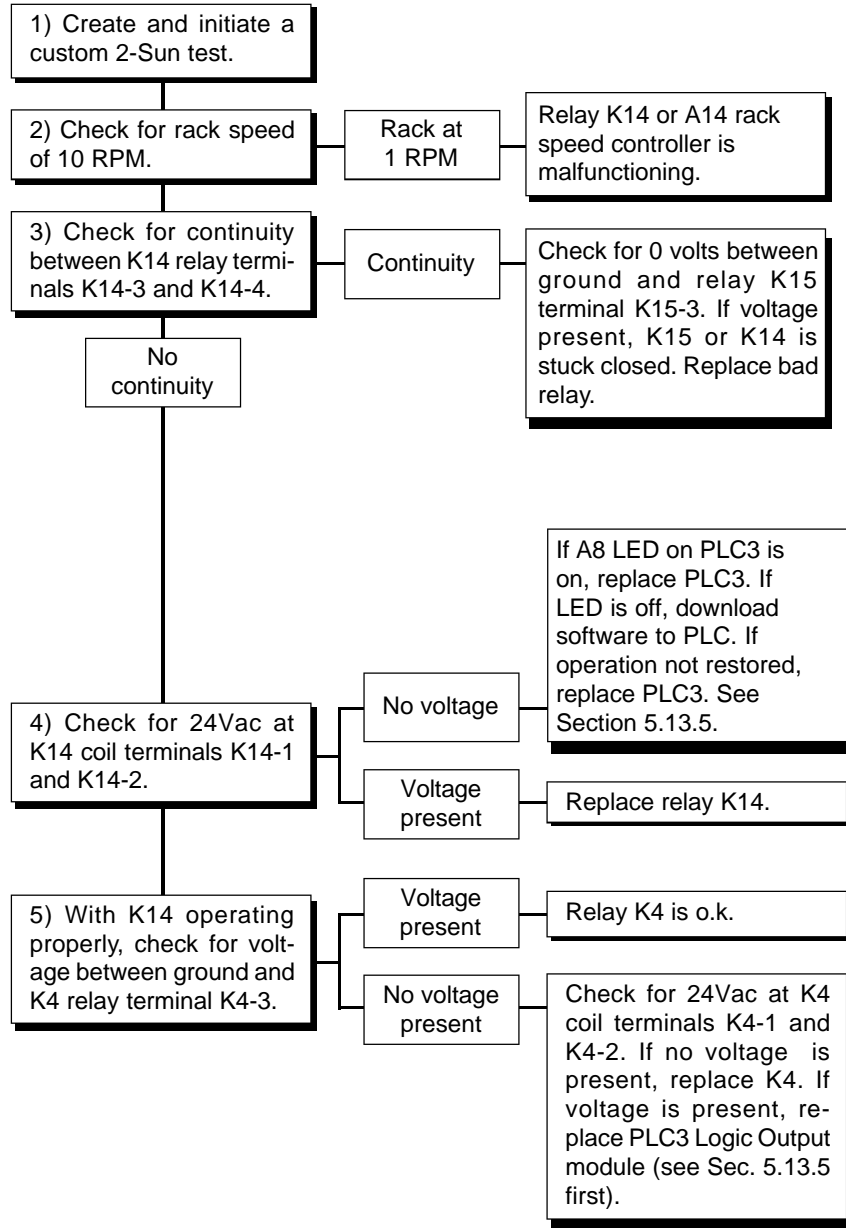 1) Create and initiate a
custom 2-Sun test.
2) Check for rack speed
of 10 RPM.
Rack at
1 RPM
Relay K14 or A14 rack
speed controller is
malfunctioning.
3) Check for continuity
between K14 relay termi-
nals K14-3 and K14-4.
Continuity
Check for 0 volts between
ground and relay K15
terminal K15-3. If voltage
present, K15 or K14 is
stuck closed. Replace bad
relay.
No
continuity
4) Check for 24Vac at
K14 coil terminals K14-1
and K14-2.
No voltage
If A8 LED on PLC3 is
on, replace PLC3. If
LED is off, download
software to PLC. If
operation not restored,
replace PLC3. See
Section 5.13.5.
Voltage
present
Replace relay K14.
5) With K14 operating
properly, check for volt-
age between ground and
K4 relay terminal K4-3.
Voltage
present
Relay K4 is o.k.
No voltage
present
Check for 24Vac at K4
coil terminals K4-1 and
K4-2. If no voltage is
present, replace K4. If
voltage is present, re-
place PLC3 Logic Output
module (see Sec. 5.13.5
first).